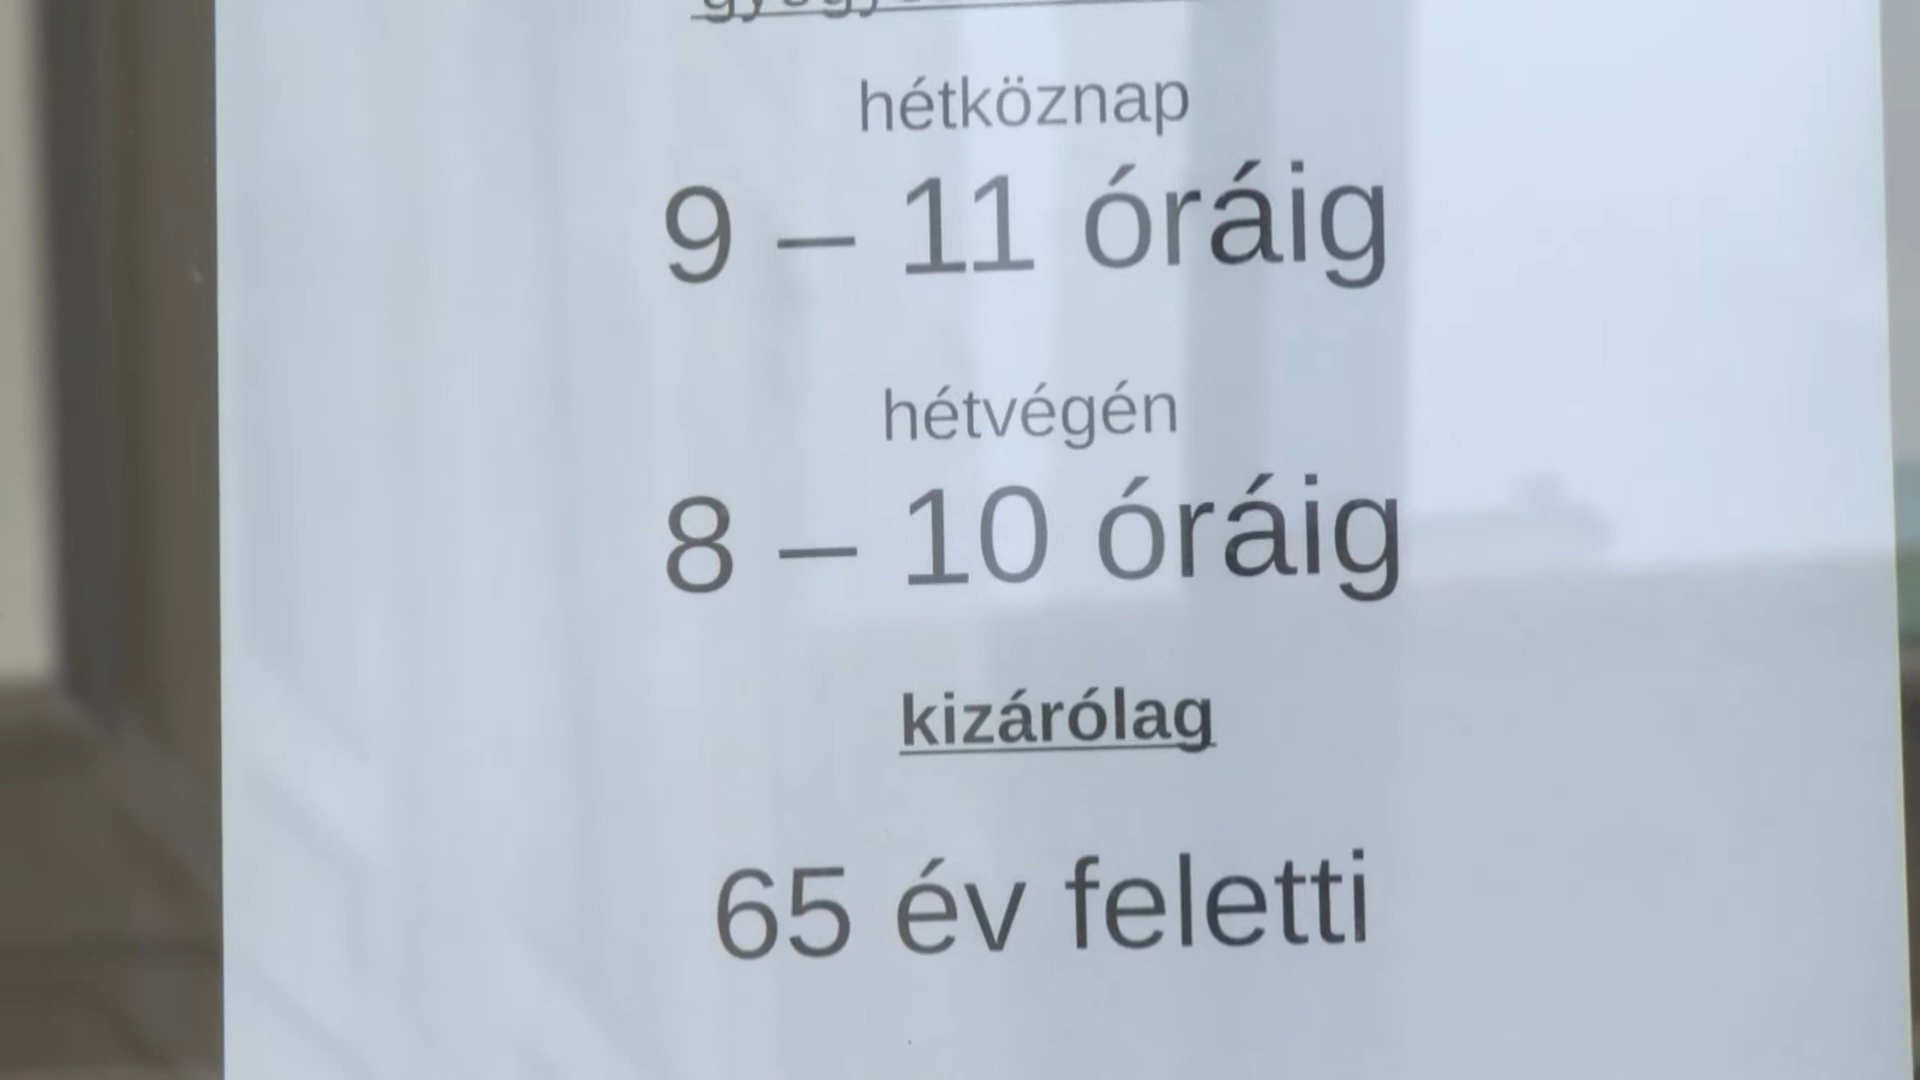 hétköznap
9 – 11 óráig
hétvégén
8 – 10 óráig
kizárólag
65 év feletti